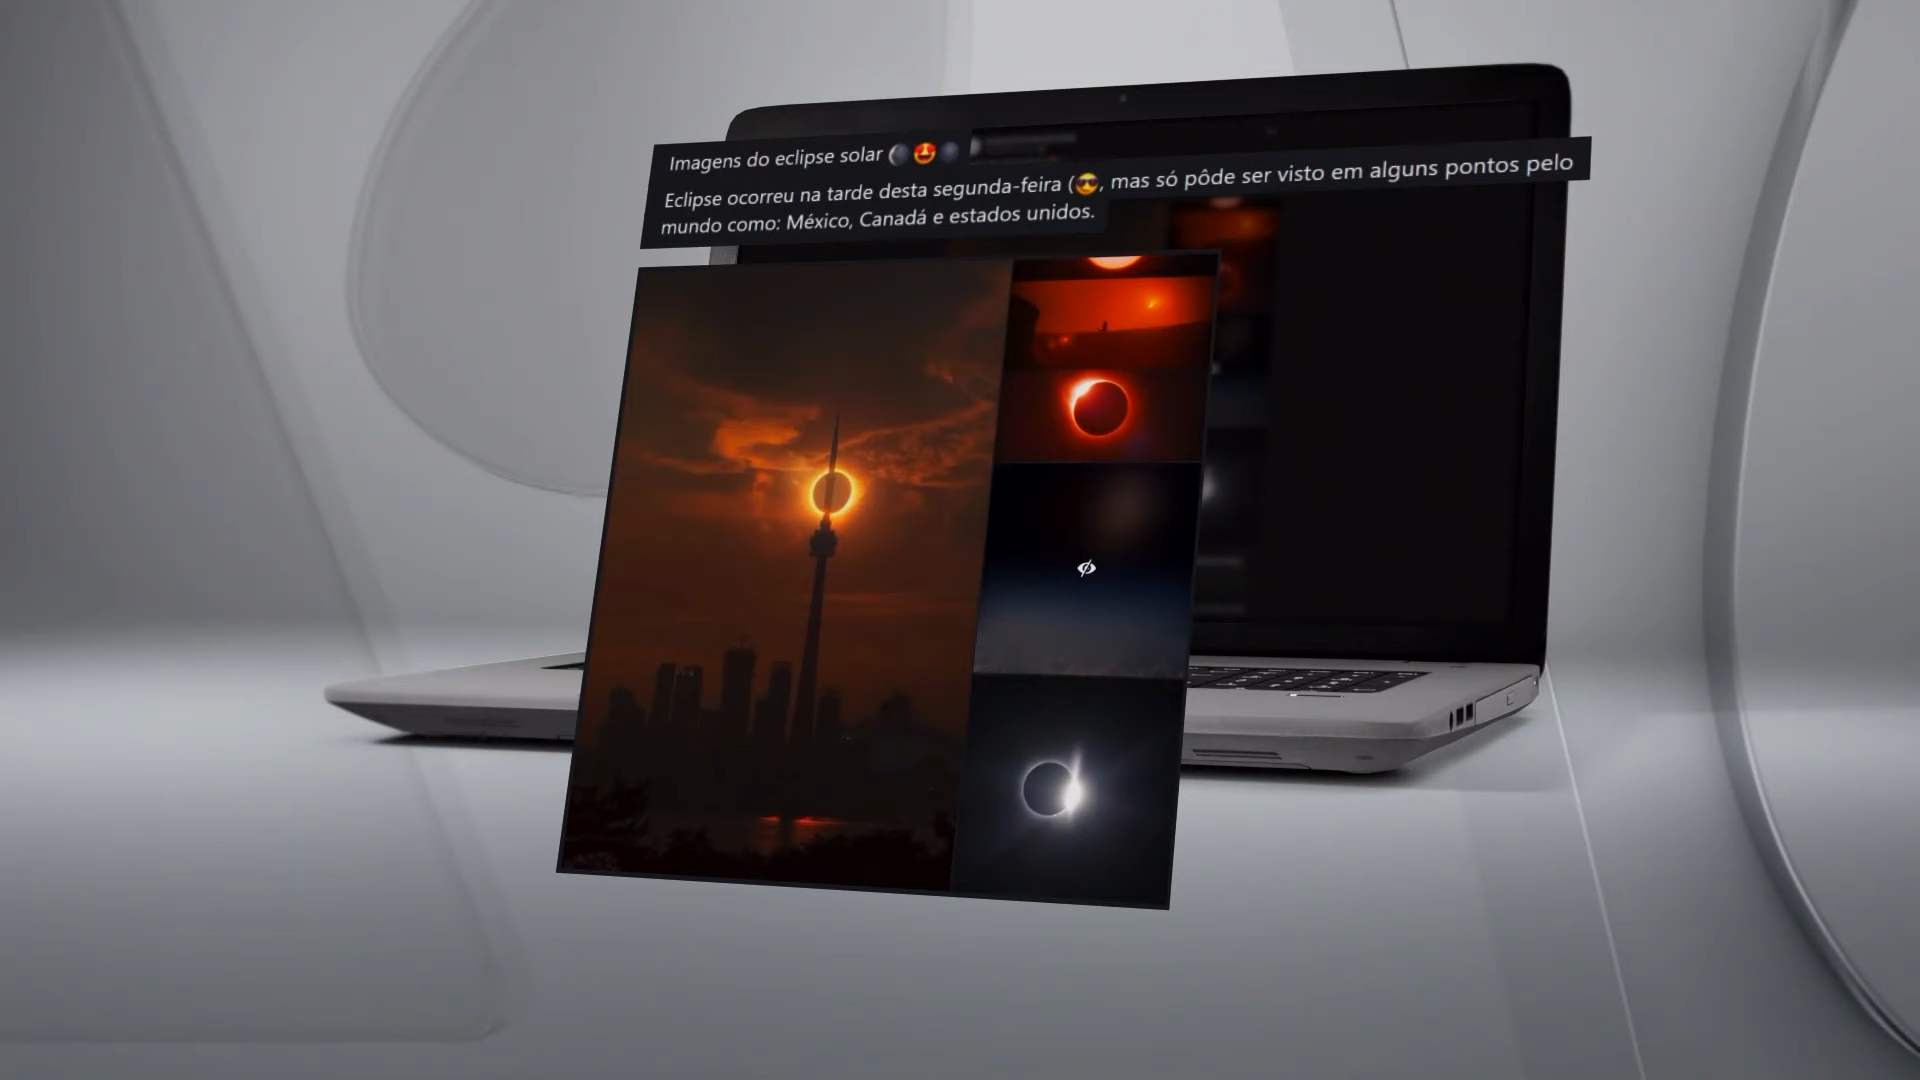 Imagens do eclipse solar 🌘🤩🌑
Eclipse ocorreu na tarde desta segunda-feira (😎, mas só pôde ser visto em alguns pontos pelo
mundo como: México, Canadá e estados unidos.